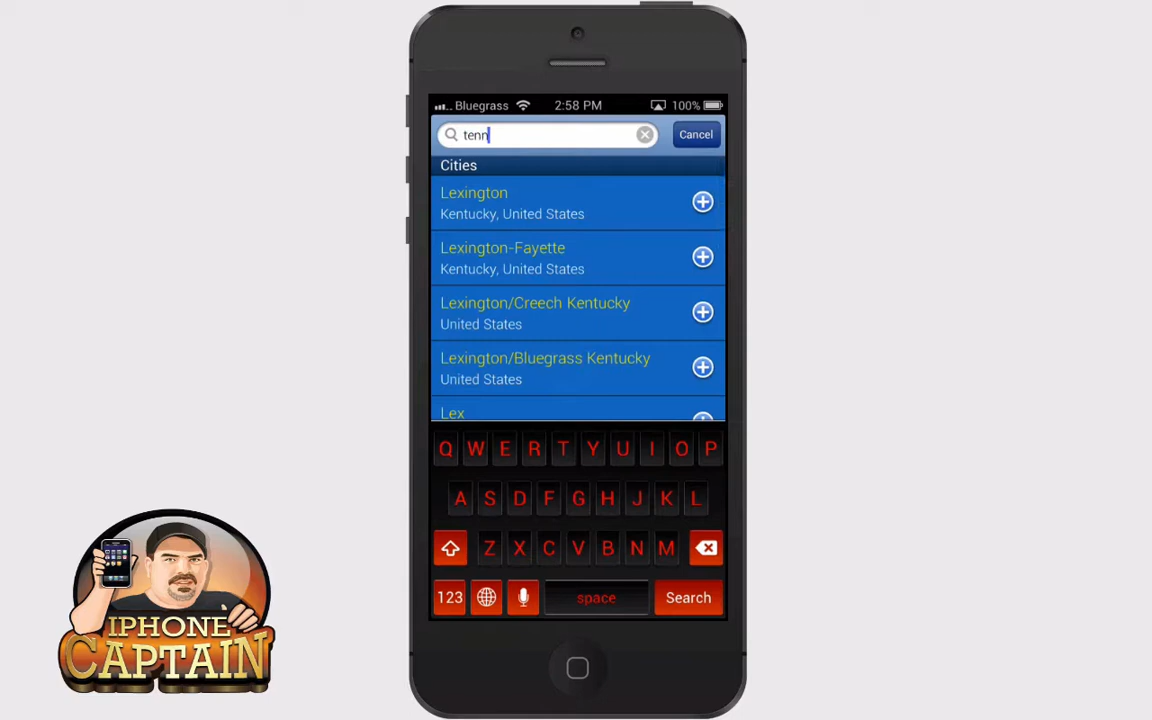 Bluegrass 2:58 PM 100%
tenn Cancel
Cities
Lexington
Kentucky, United States
Lexington-Fayette
Kentucky, United States
Lexington/Creech Kentucky
United States
Lexington/Bluegrass Kentucky
United States
Lex
Q W E R T Y U I O P
A S D F G H J K L
Z X C V B N M
123 space Search
IPHONE
CAPTAIN